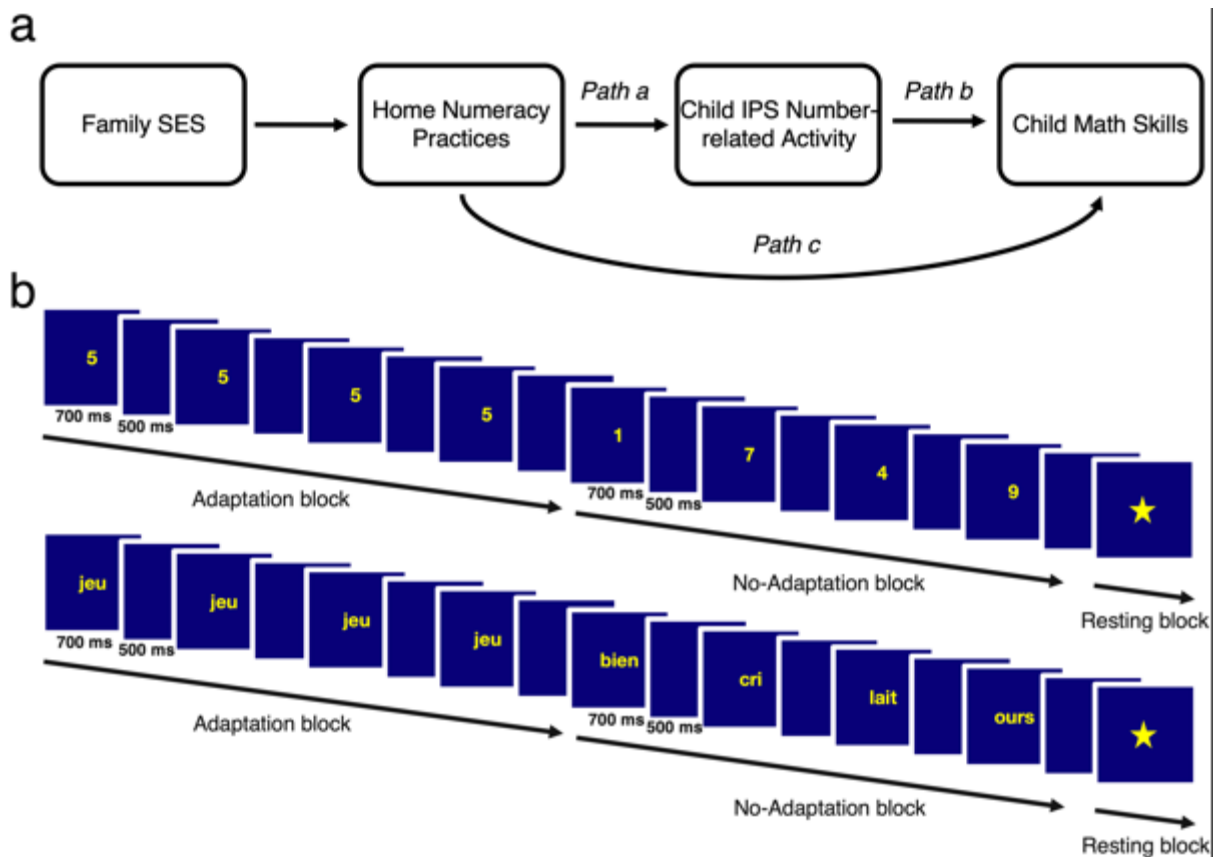 a
Family SES
Home Numeracy
Practices
Path a
Child IPS Number-
related Activity
Path b
Child Math Skills
Path c
b
5
5
5
5
1
7
4
9
700 ms
500 ms
700 ms
500 ms
Adaptation block
No-Adaptation block
Resting block
jeu
jeu
jeu
jeu
bien
cri
lait
ours
700 ms
500 ms
700 ms
500 ms
Adaptation block
No-Adaptation block
Resting block